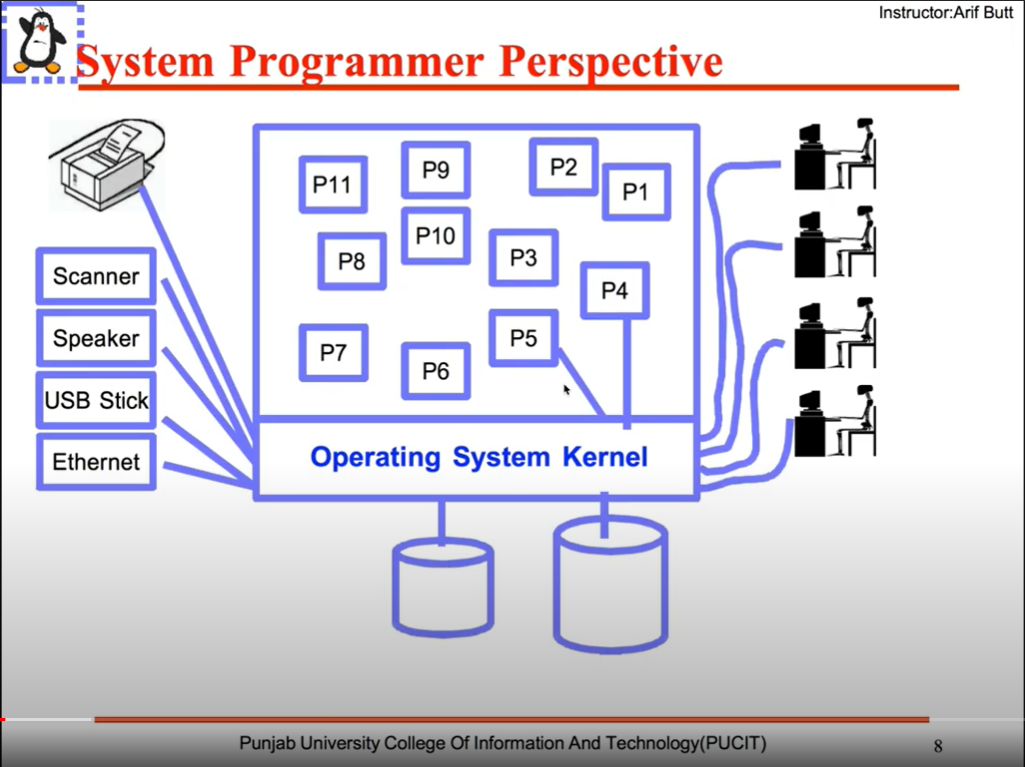 Instructor:Arif Butt
System Programmer Perspective
P11
P9
P2
P1
P10
P8
P3
P4
P7
P6
P5
Scanner
Speaker
USB Stick
Ethernet
Operating System Kernel
Punjab University College Of Information And Technology(PUCIT)
8